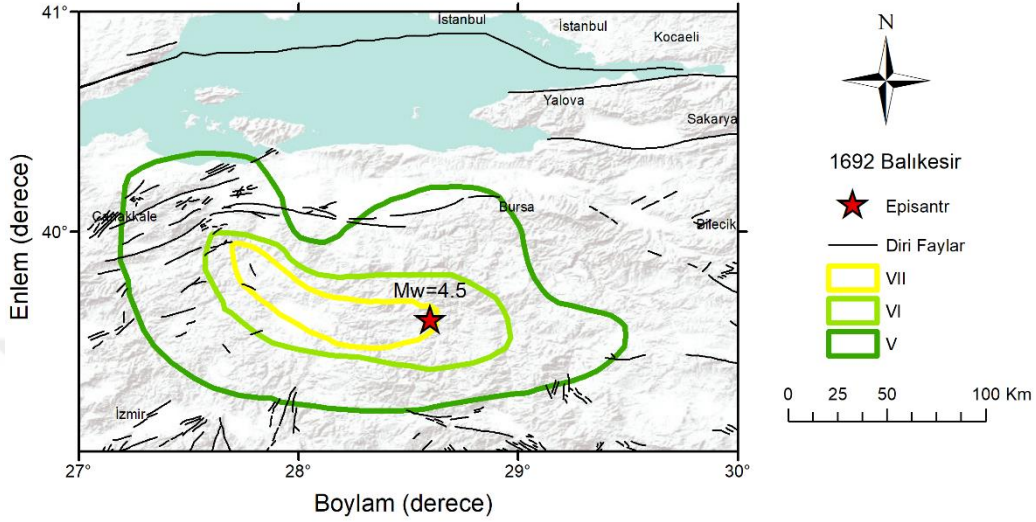 41°
İstanbul
İstanbul
Kocaeli
Yalova
Sakarya
Çanakkale
Bursa
Bilecik
40°
Mw=4.5
İzmir
27°
28°
29°
30°
Enlem (derece)
Boylam (derece)
N
1692 Balıkesir
Episantr
Diri Faylar
VII
VI
V
0 25 50 100 Km